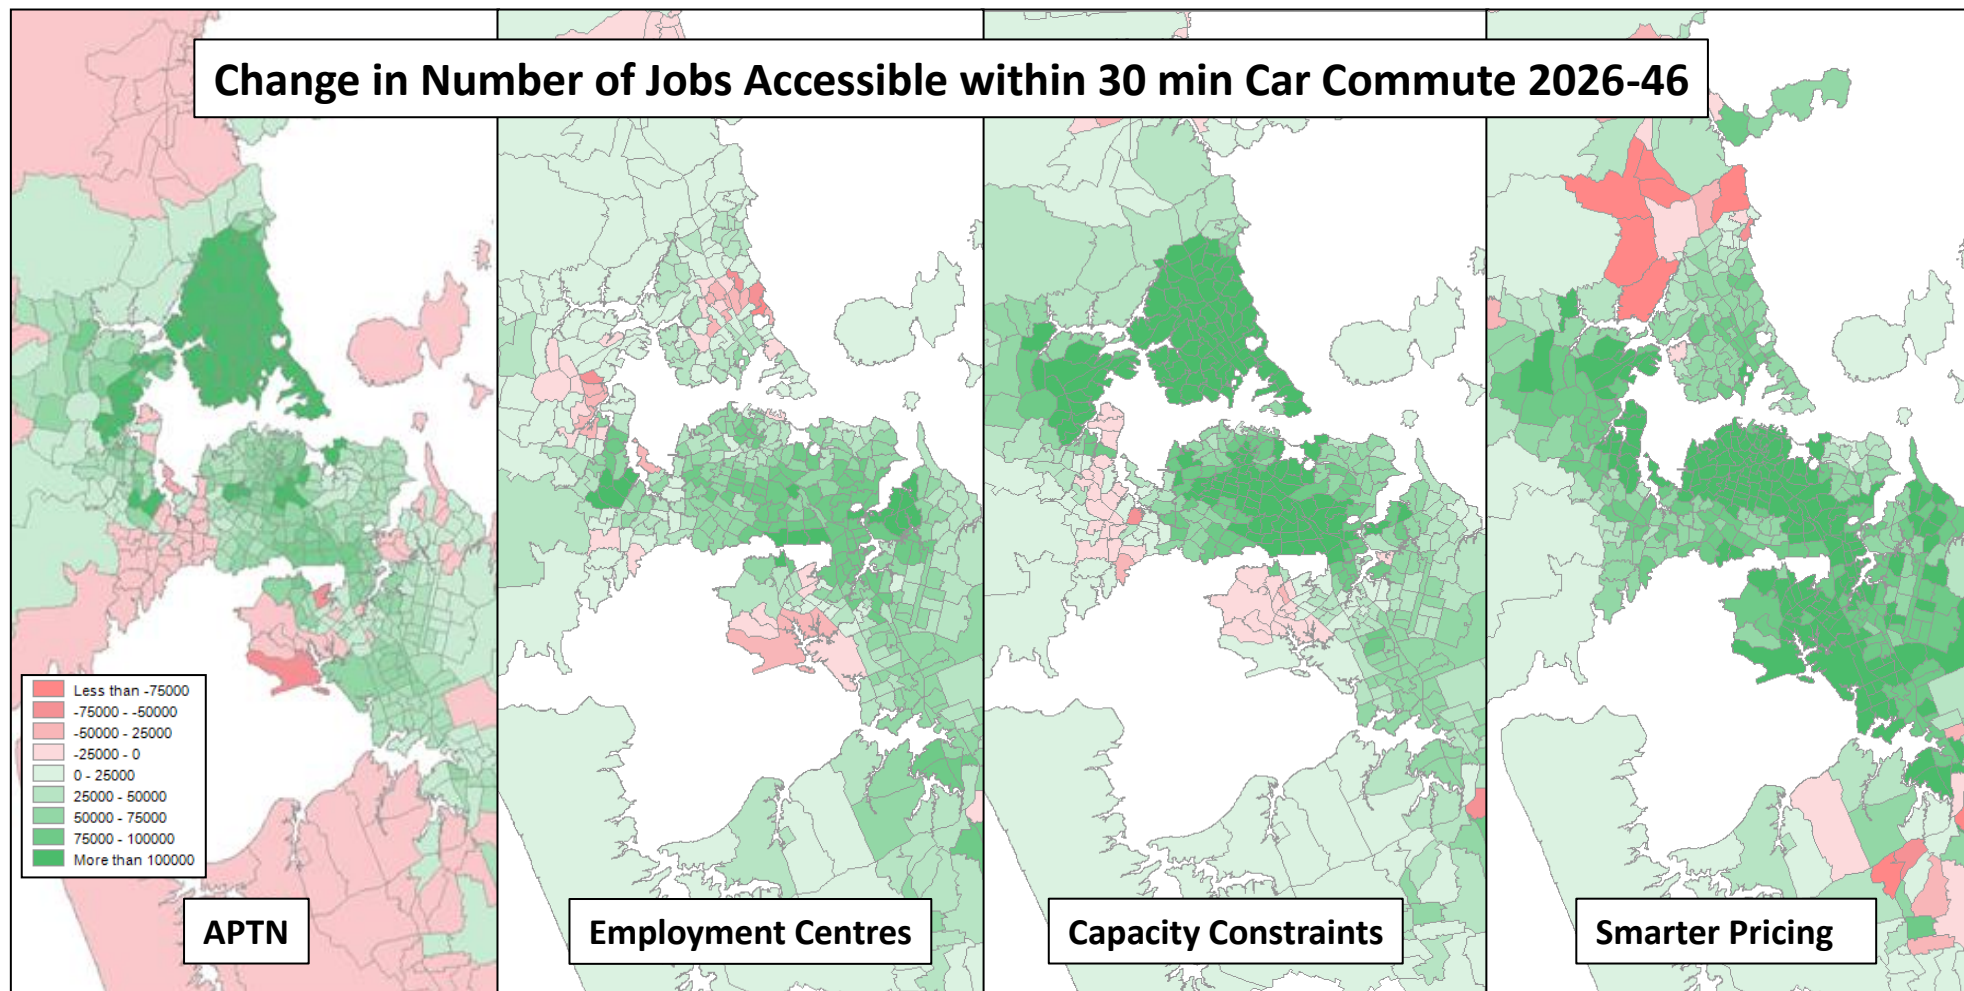 Change in Number of Jobs Accessible within 30 min Car Commute 2026-46
Less than -75000
-75000 - -50000
-50000 - 25000
-25000 - 0
0 - 25000
25000 - 50000
50000 - 75000
75000 - 100000
More than 100000
APTN
Employment Centres
Capacity Constraints
Smarter Pricing